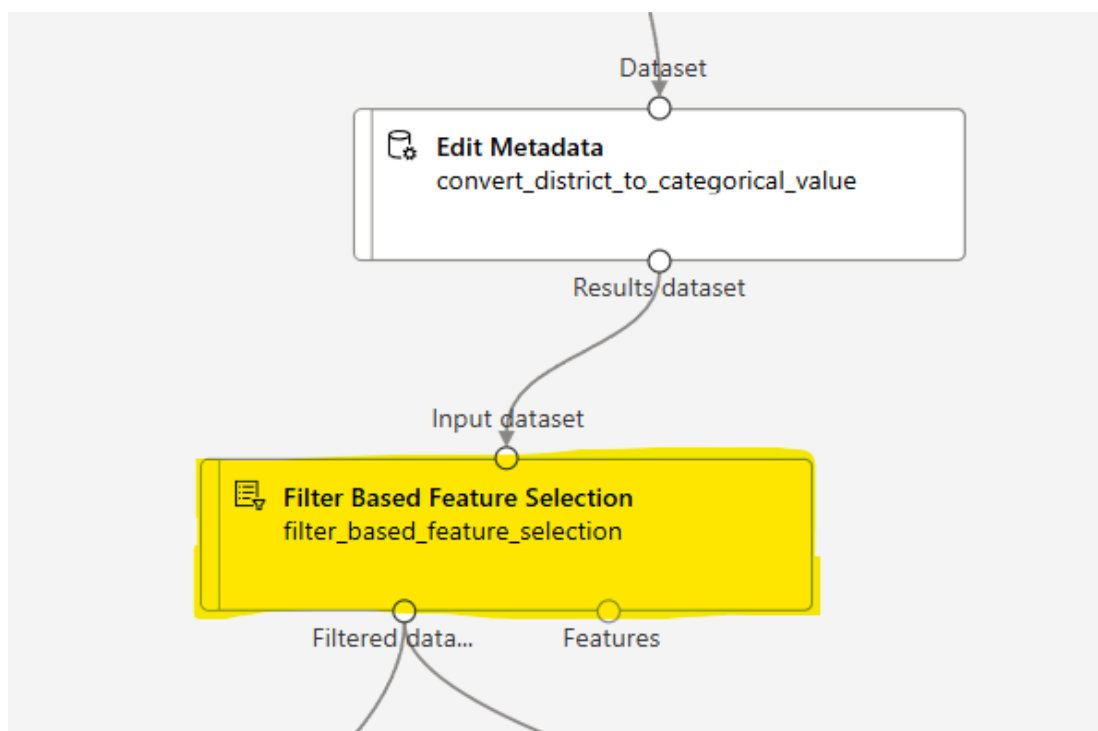 Dataset
Edit Metadata
convert_district_to_categorical_value
Results dataset
Input dataset
Filter Based Feature Selection
filter_based_feature_selection
Filtered data...
Features